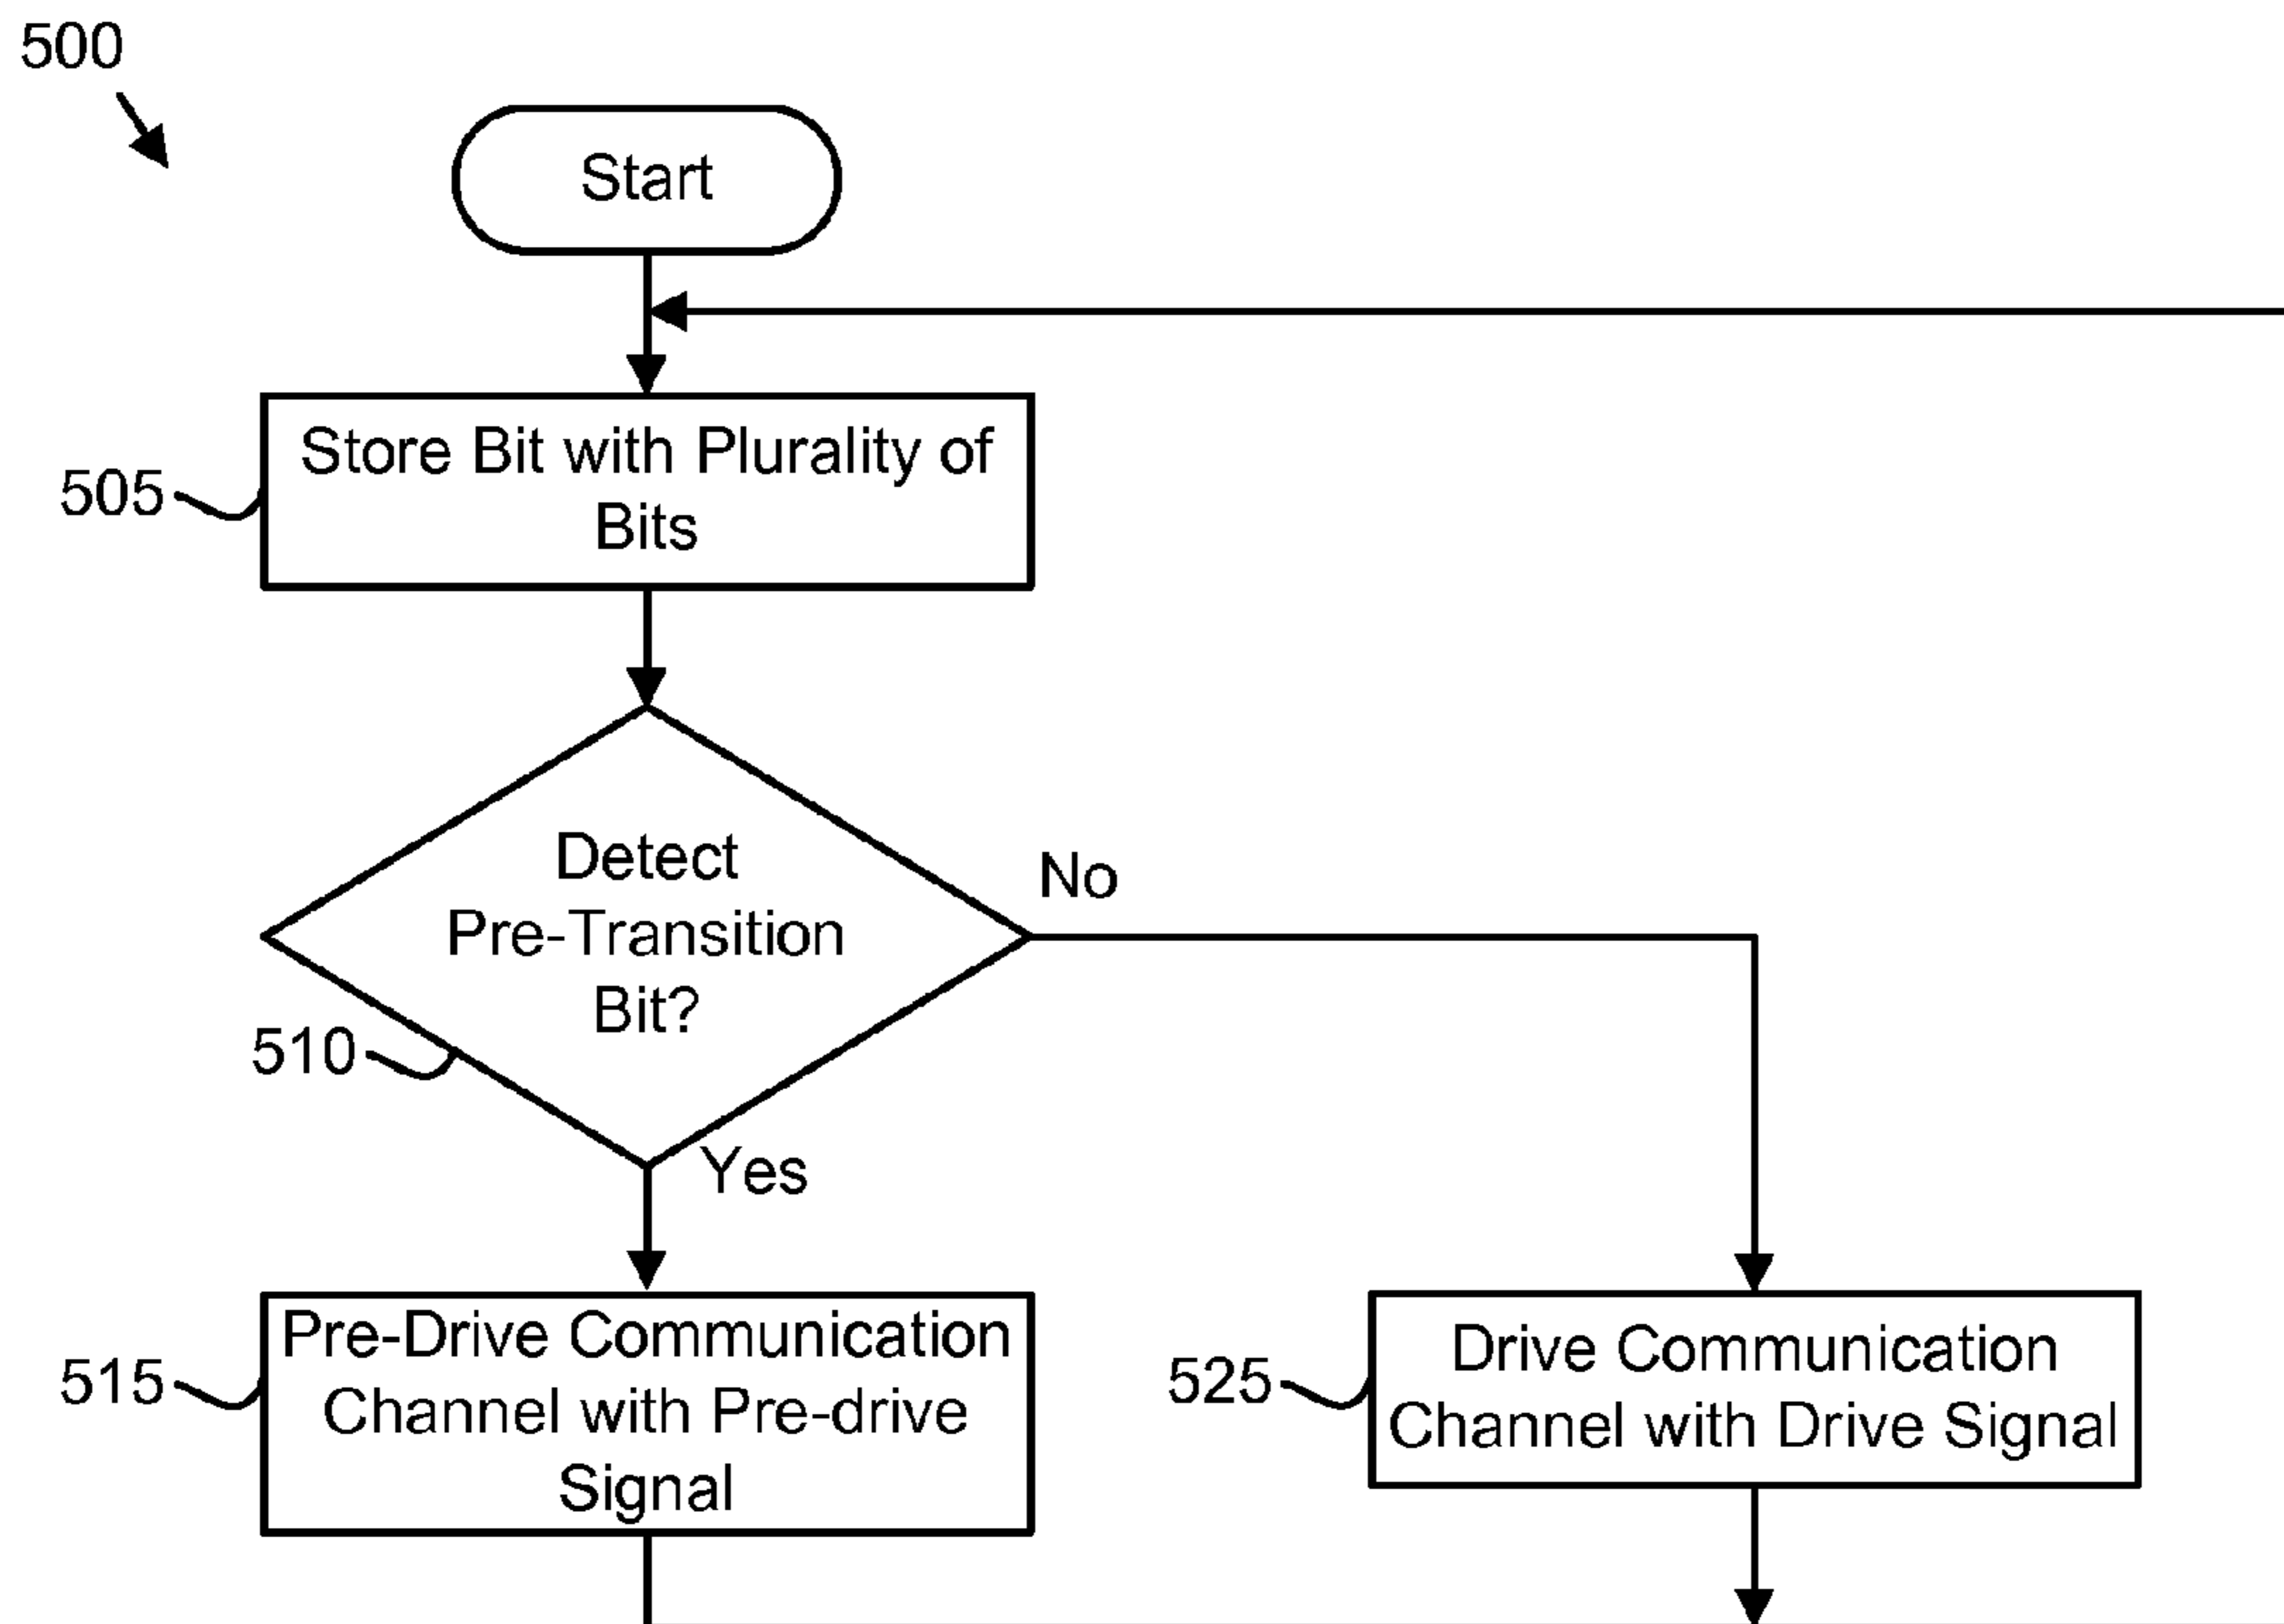 500
Start
Store Bit with Plurality of
Bits
505
Detect
Pre-Transition
Bit?
No
510
Yes
Pre-Drive Communication
Channel with Pre-drive
Signal
515
Drive Communication
Channel with Drive Signal
525